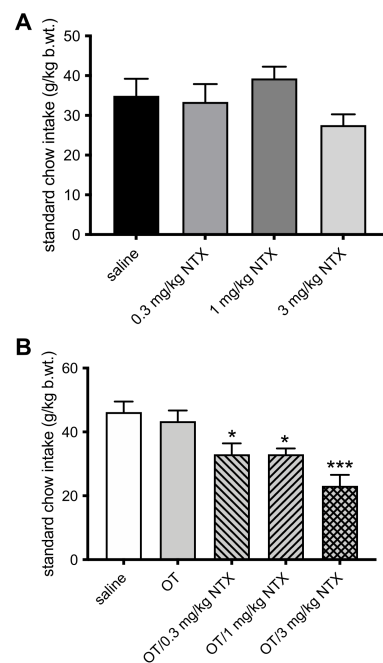 A
standard chow intake (g/kg b.wt.)
50
40
30
20
10
0
saline
0.3 mg/kg NTX
1 mg/kg NTX
3 mg/kg NTX
B
standard chow intake (g/kg b.wt.)
60
40
20
0
*
*
***
saline
OT
OT/0.3 mg/kg NTX
OT/1 mg/kg NTX
OT/3 mg/kg NTX